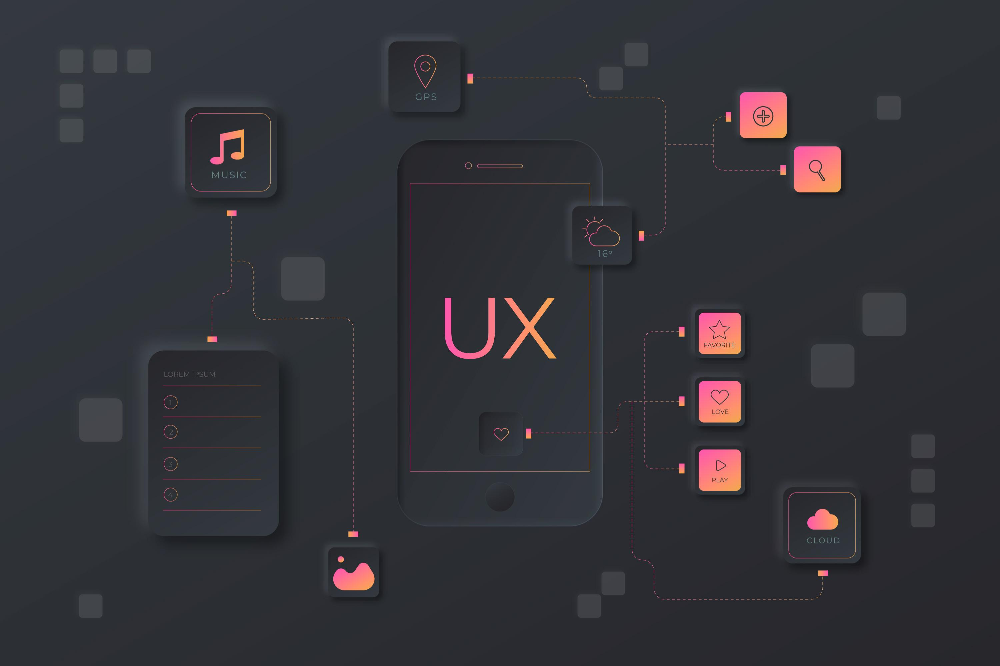 GPS
MUSIC
16°
UX
FAVORITE
LOREM IPSUM
1
LOVE
2
3
PLAY
4
CLOUD